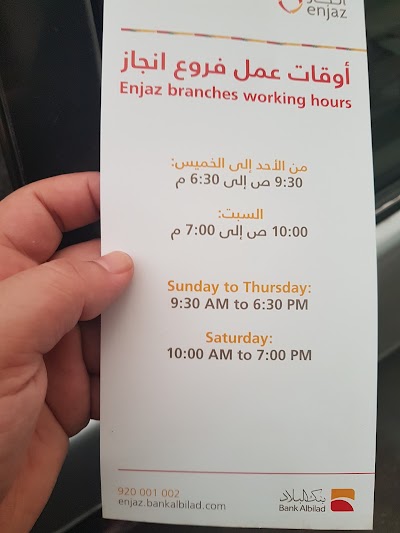 enjaz
أوقات عمل فروع انجاز
Enjaz branches working hours
من الأحد إلى الخميس:
9:30 ص إلى 6:30 م
السبت:
10:00 ص إلى 7:00 م
Sunday to Thursday:
9:30 AM to 6:30 PM
Saturday:
10:00 AM to 7:00 PM
920 001 002
enjaz.bankalbilad.com
بنك البلاد
Bank Albilad